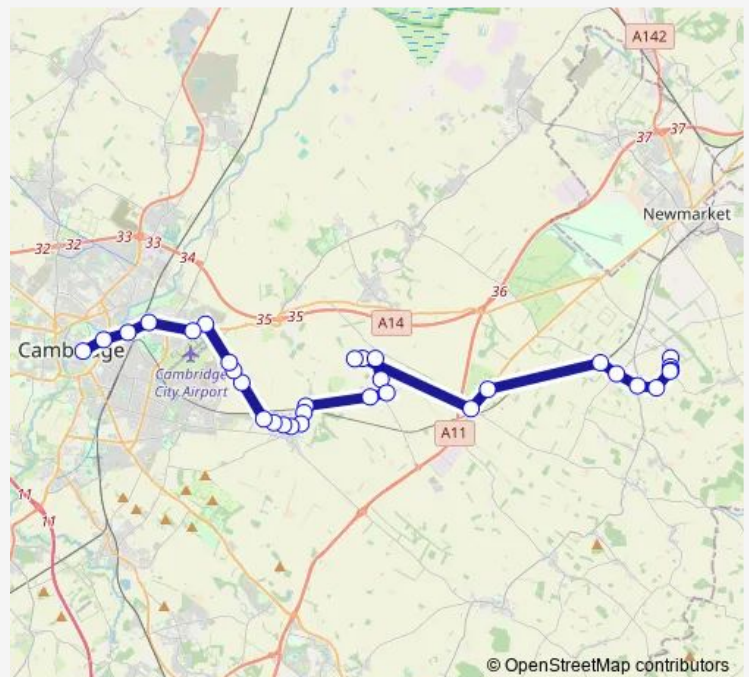 A142
37
37
Newmarket
32
32
33
33
34
36
35
35
A14
Cambridge
Cambridge
City Airport
A11
11
11
© OpenStreetMap contributors